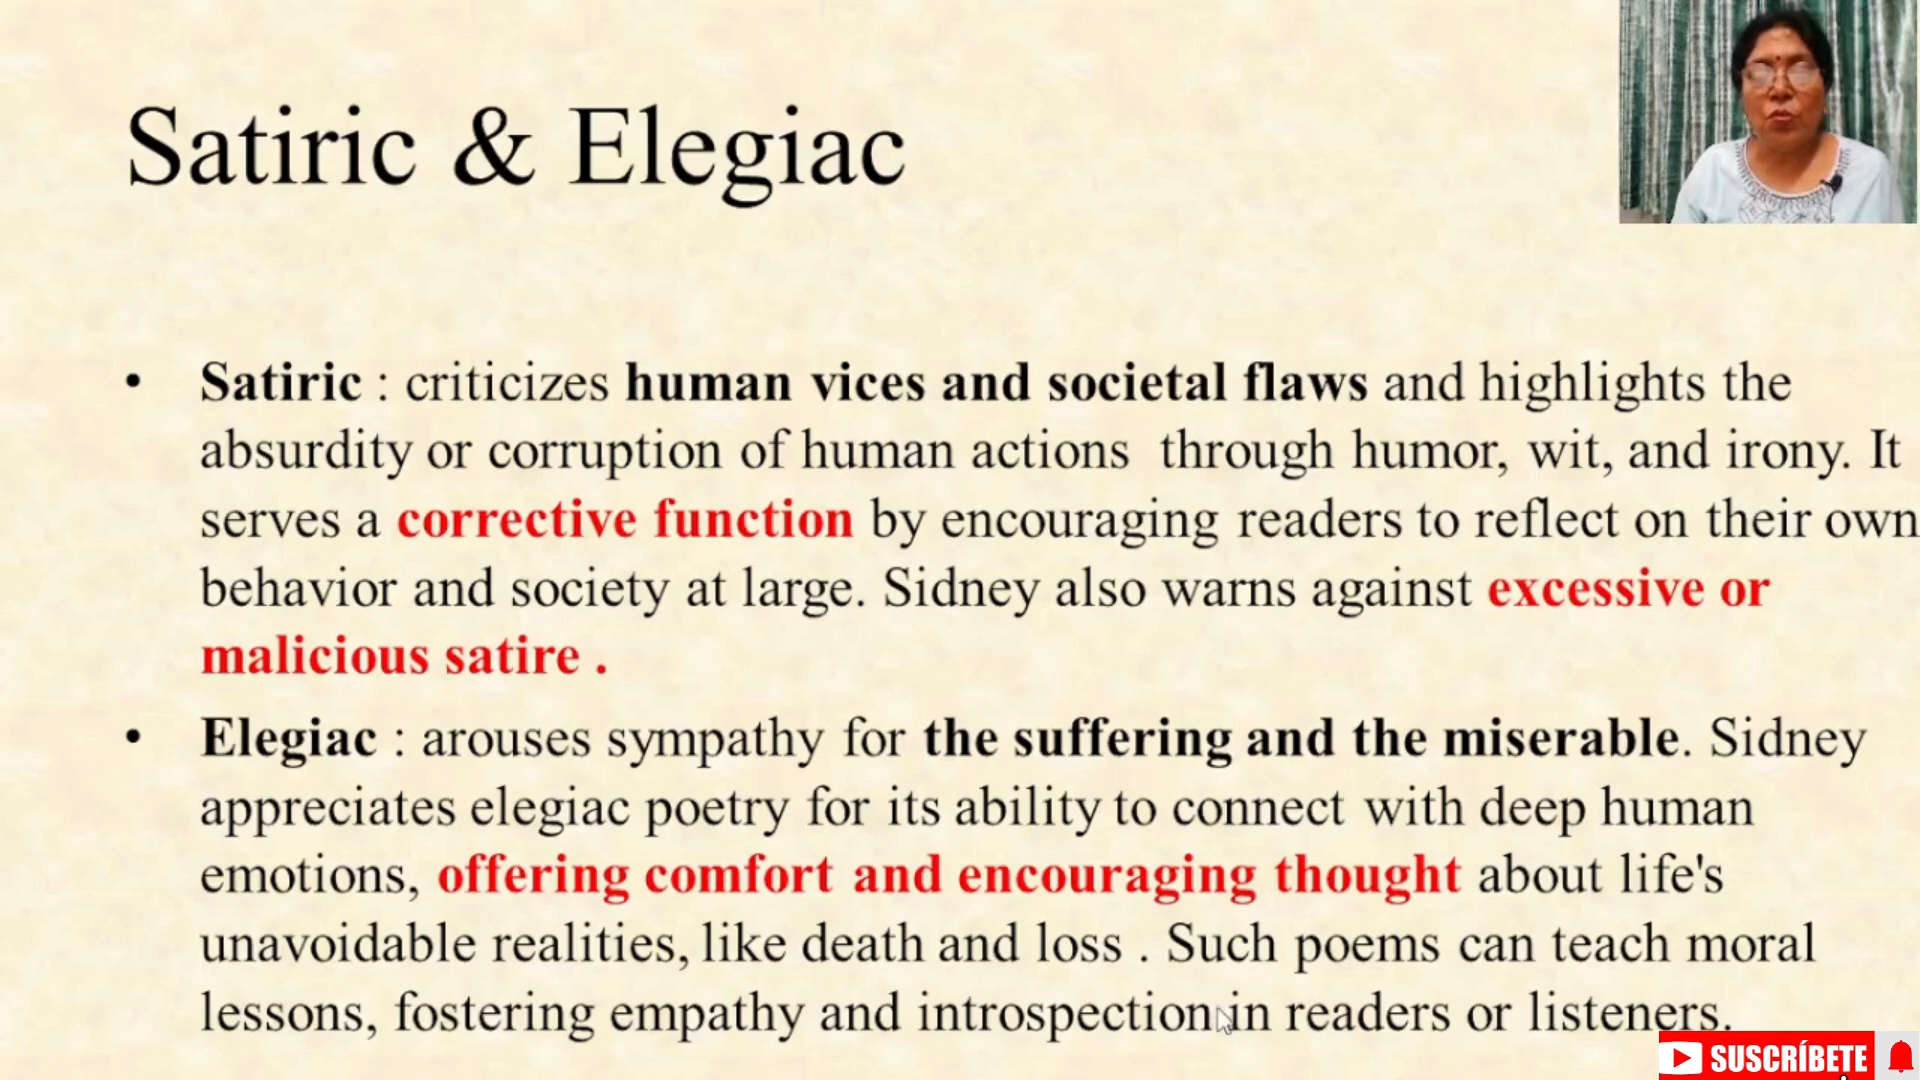 Satiric & Elegiac
• Satiric : criticizes human vices and societal flaws and highlights the
absurdity or corruption of human actions through humor, wit, and irony. It
serves a corrective function by encouraging readers to reflect on their own
behavior and society at large. Sidney also warns against excessive or
malicious satire .
• Elegiac : arouses sympathy for the suffering and the miserable. Sidney
appreciates elegiac poetry for its ability to connect with deep human
emotions, offering comfort and encouraging thought about life's
unavoidable realities, like death and loss . Such poems can teach moral
lessons, fostering empathy and introspection in readers or listeners.
SUSCRÍBETE